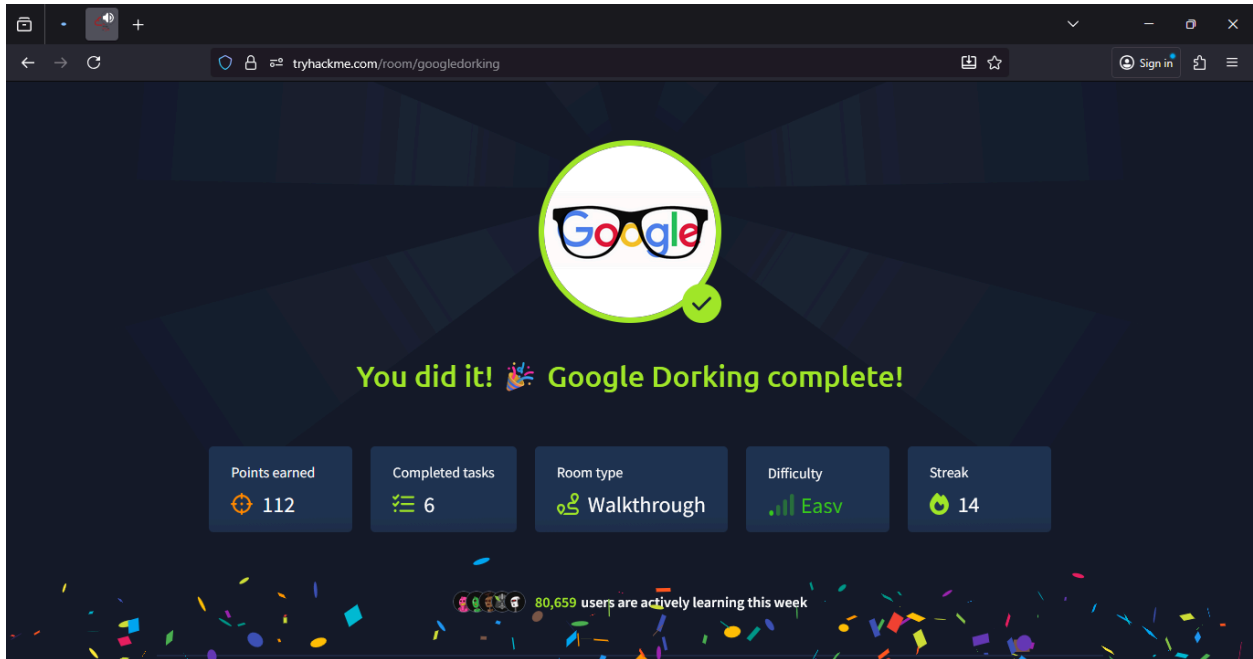 tryhackme.com/room/googledorking
Sign in
Google
You did it! 🎉 Google Dorking complete!
Points earned
112
Completed tasks
6
Room type
Walkthrough
Difficulty
Easy
Streak
14
80,659 users are actively learning this week